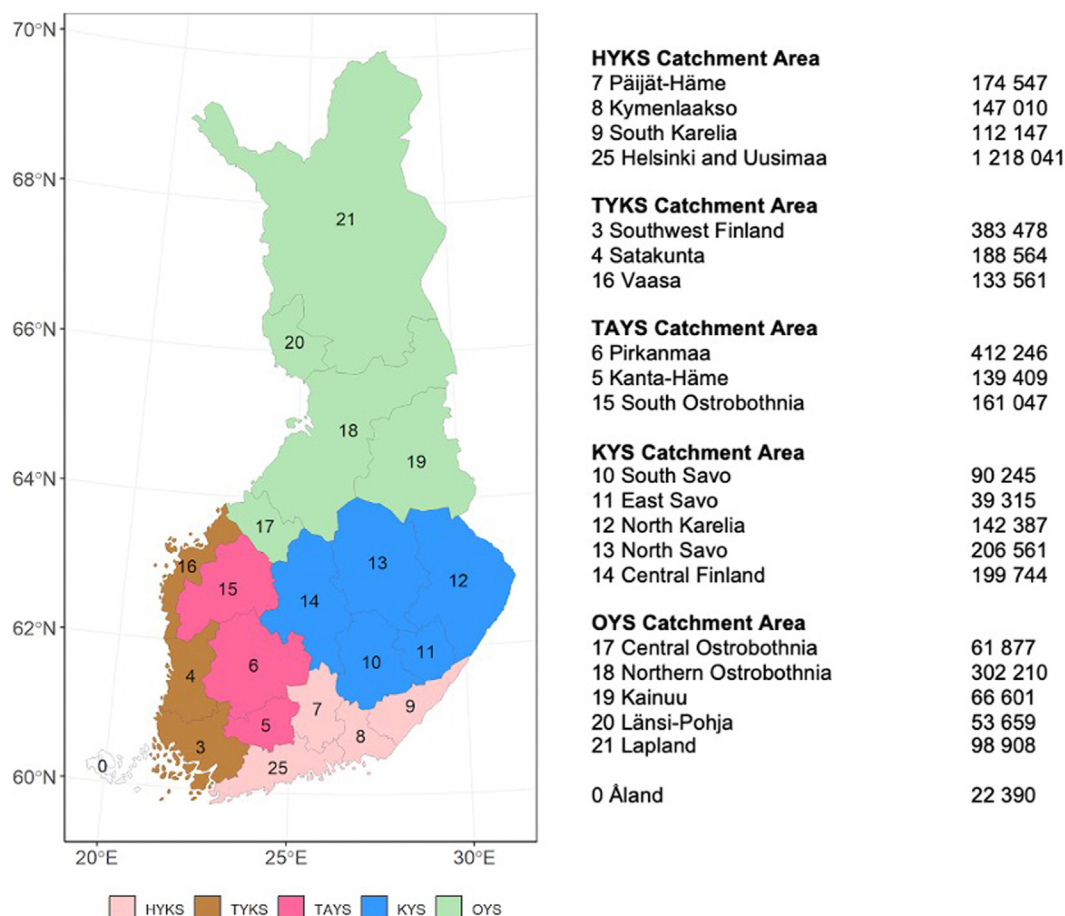 70°N
68°N
66°N
64°N
62°N
60°N
20°E 25°E 30°E
21
20
18
19
17
16
15
14
13
12
4
6
10
11
7
9
5
8
3
0
25
HYKS TYKS TAYS KYS OYS
HYKS Catchment Area
7 Päijät-Häme 174 547
8 Kymenlaakso 147 010
9 South Karelia 112 147
25 Helsinki and Uusimaa 1 218 041
TYKS Catchment Area
3 Southwest Finland 383 478
4 Satakunta 188 564
16 Vaasa 133 561
TAYS Catchment Area
6 Pirkanmaa 412 246
5 Kanta-Häme 139 409
15 South Ostrobothnia 161 047
KYS Catchment Area
10 South Savo 90 245
11 East Savo 39 315
12 North Karelia 142 387
13 North Savo 206 561
14 Central Finland 199 744
OYS Catchment Area
17 Central Ostrobothnia 61 877
18 Northern Ostrobothnia 302 210
19 Kainuu 66 601
20 Länsi-Pohja 53 659
21 Lapland 98 908
0 Åland 22 390